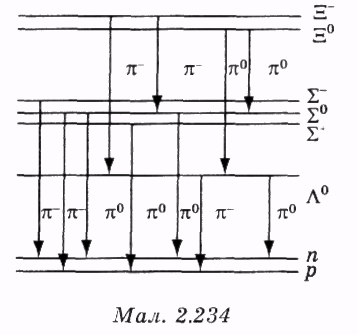 Ξ⁻
Ξ⁰
π⁻ π⁻ π⁰ π⁰
Σ⁻
Σ⁰
Σ⁺
Λ⁰
π⁻ π⁻ π⁰ π⁰ π⁰ π⁻ π⁰
n
p
Мал. 2.234